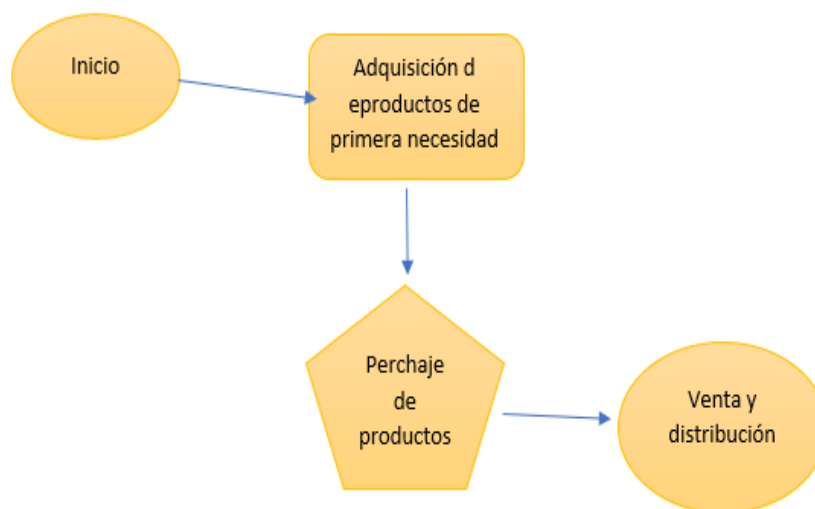 Inicio
Adquisición d
eproductos de
primera necesidad
Perchaje
de
productos
Venta y
distribución